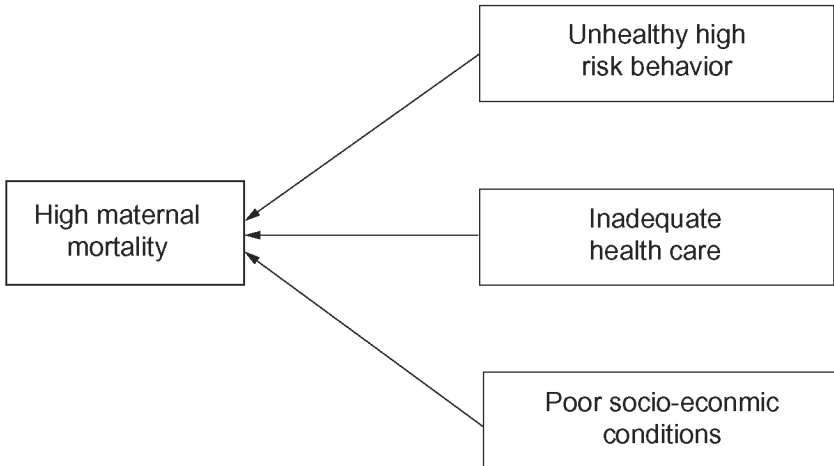 Unhealthy high
risk behavior
High maternal
mortality
Inadequate
health care
Poor socio-econmic
conditions